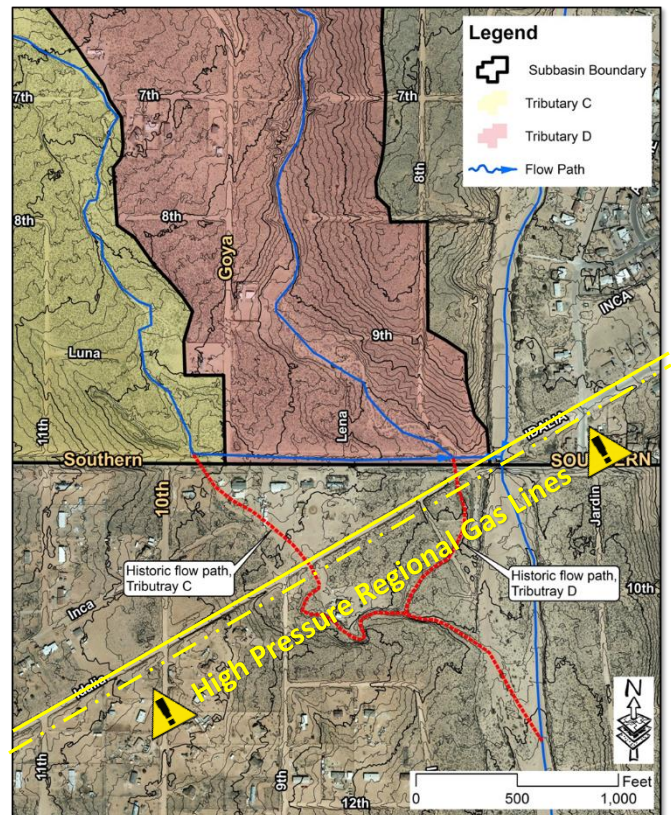 Legend
Subbasin Boundary
Tributary C
Tributary D
Flow Path
7th
7th
7th
8th
8th
8th
Goya
INCA
9th
Luna
Lena
11th
IDALIA
Southern
SOUTHERN
10th
Jardin
High Pressure Regional Gas Lines
!
!
Historic flow path,
Tributray C
Historic flow path,
Tributray D
10th
Inca
Idalia
11th
9th
12th
N
Feet
0 500 1,000